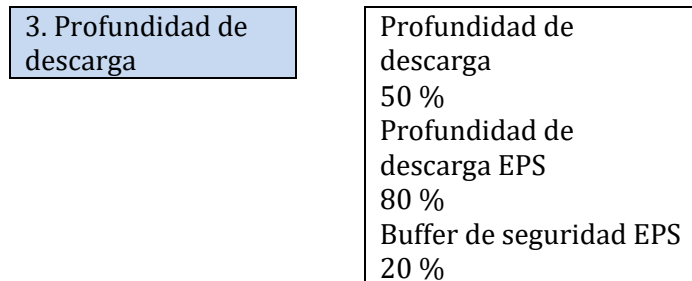 3. Profundidad de
descarga
Profundidad de
descarga
50 %
Profundidad de
descarga EPS
80 %
Buffer de seguridad EPS
20 %